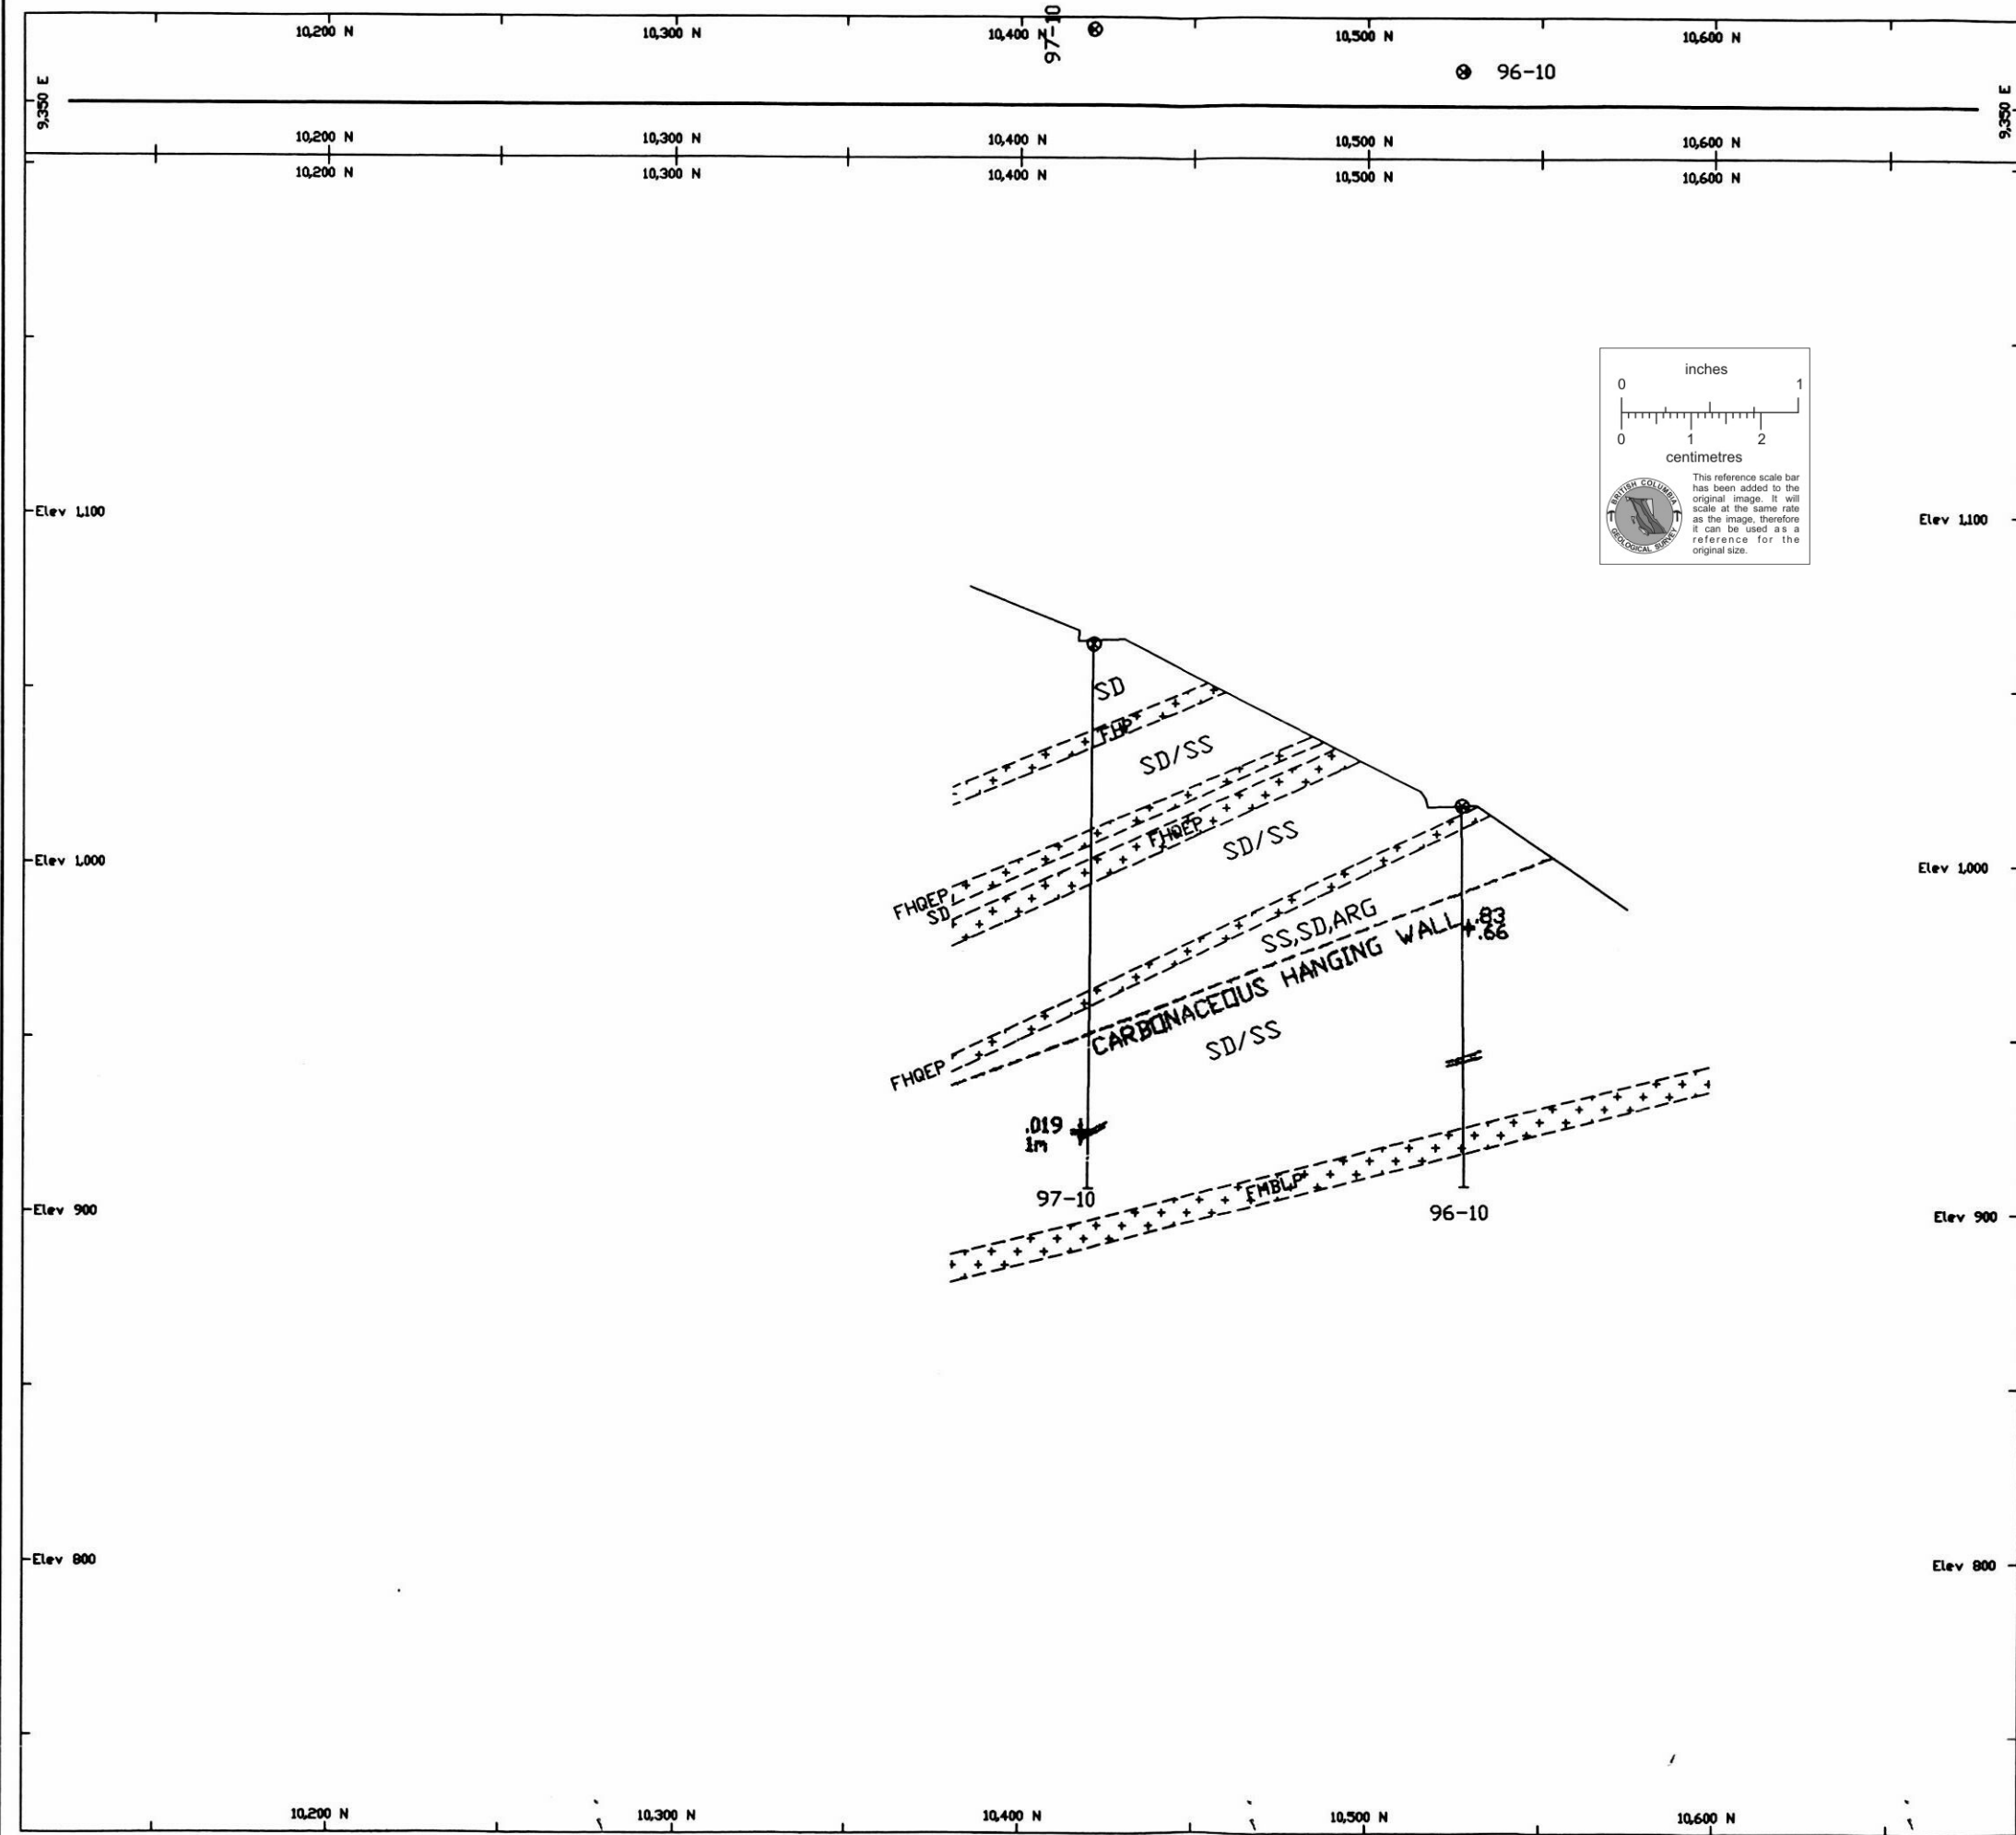 10,200 N 10,300 N 10,400 N 10,500 N 10,600 N
97-10
96-10
9,350 E 9,350 E
10,200 N 10,300 N 10,400 N 10,500 N 10,600 N
10,200 N 10,300 N 10,400 N 10,500 N 10,600 N
inches
0 1
0 1 2
centimetres
This reference scale bar
has been added to the
original image. It will
scale at the same rate
as the image, therefore
it can be used as a
reference for the
original size.
BRITISH COLUMBIA
GEOLOGICAL SURVEY
Elev 1,100 Elev 1,100
SD
FHP
SD/SS
FHQEP
SD/SS
Elev 1,000 Elev 1,000
FHQEP
SD
SS,SD,ARG
.83
.66
CARBONACEOUS HANGING WALL
SD/SS
FHQEP
.019
1m
FMBLP
97-10
96-10
Elev 900 Elev 900
Elev 800 Elev 800
10,200 N 10,300 N 10,400 N 10,500 N 10,600 N